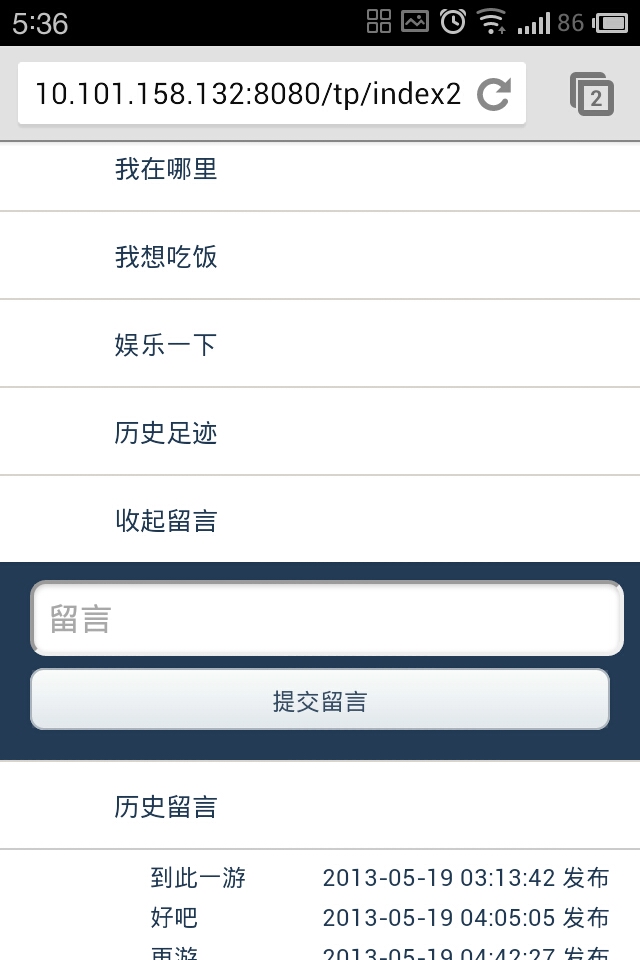 5:36
86
10.101.158.132:8080/tp/index2
2
我在哪里
我想吃饭
娱乐一下
历史足迹
收起留言
留言
提交留言
历史留言
到此一游 2013-05-19 03:13:42 发布
好吧 2013-05-19 04:05:05 发布
再游 2013-05-19 04:42:27 发布